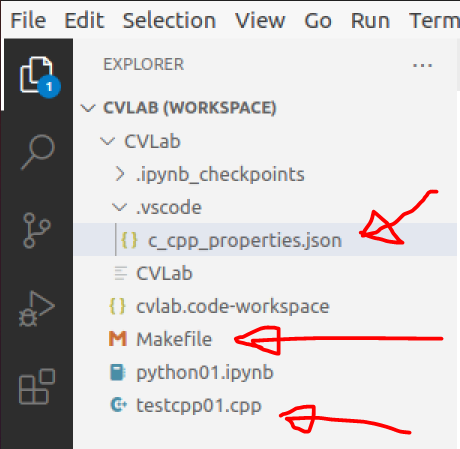 File Edit Selection View Go Run Term
EXPLORER ...
1
CVLAB (WORKSPACE)
CVLab
.ipynb_checkpoints
.vscode
{} c_cpp_properties.json
CVLab
{} cvlab.code-workspace
M Makefile
python01.ipynb
testcpp01.cpp